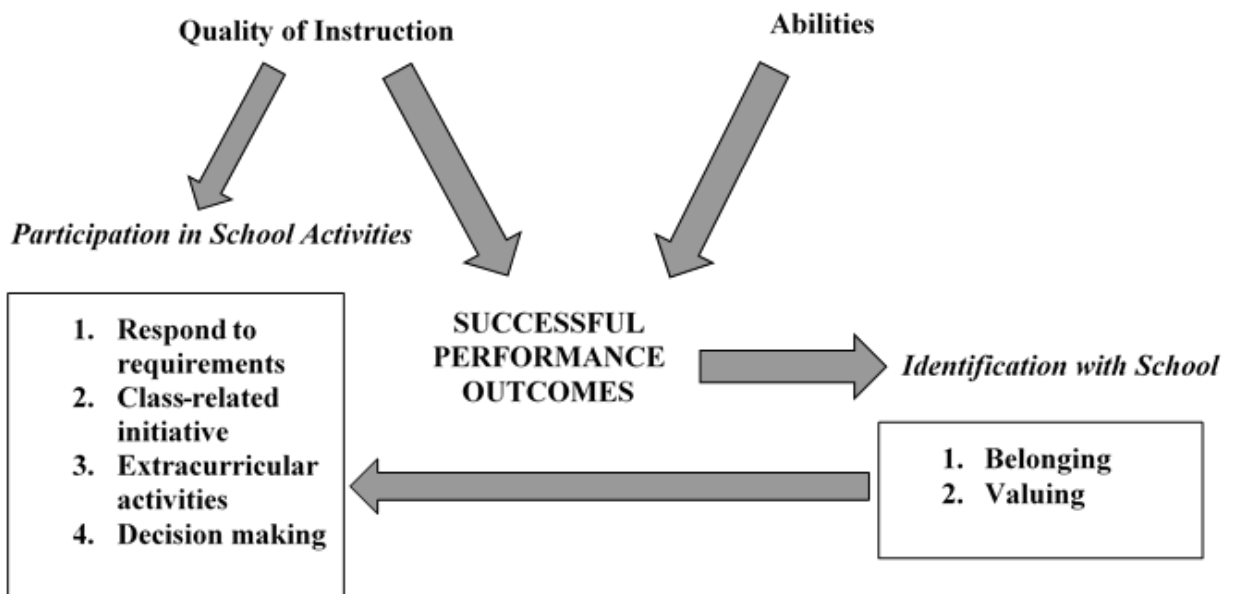 Quality of Instruction
Abilities
Participation in School Activities
1. Respond to
requirements
2. Class-related
initiative
3. Extracurricular
activities
4. Decision making
SUCCESSFUL
PERFORMANCE
OUTCOMES
Identification with School
1. Belonging
2. Valuing